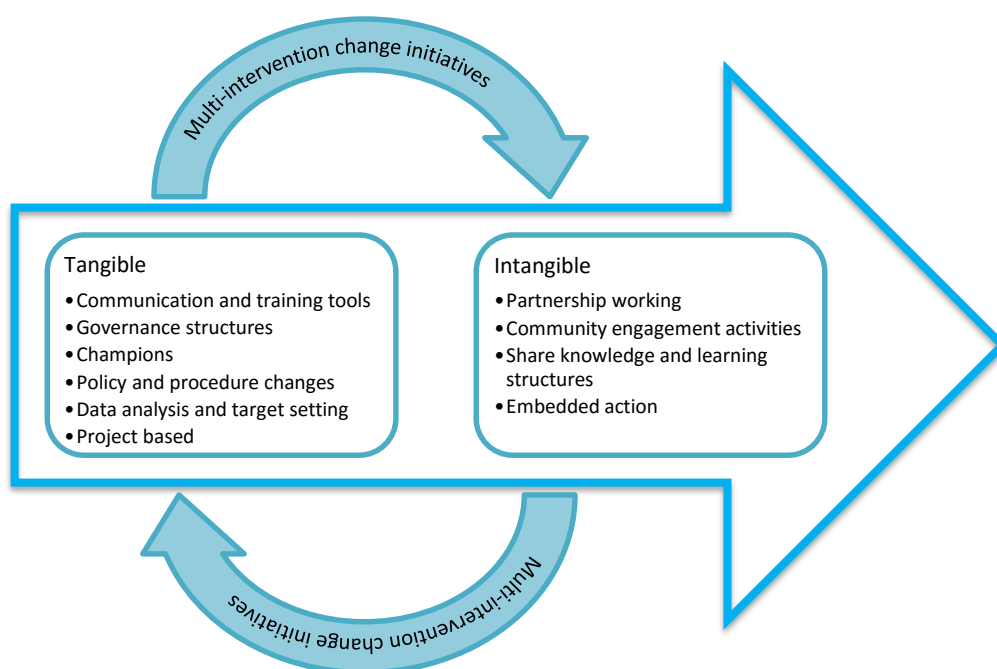 Multi-intervention change initiatives
Tangible
•Communication and training tools
•Governance structures
•Champions
•Policy and procedure changes
•Data analysis and target setting
•Project based
Intangible
•Partnership working
•Community engagement activities
•Share knowledge and learning
structures
•Embedded action
Multi-intervention change initiatives